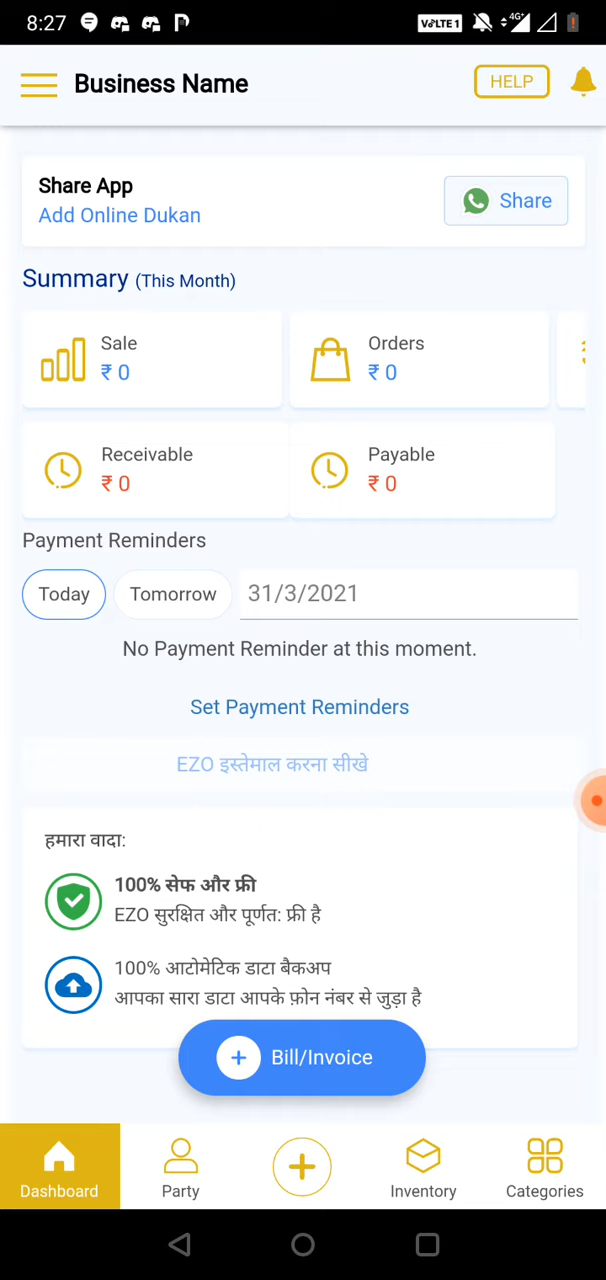 8:27 VoLTE 1 4G+
Business Name HELP
Share App
Add Online Dukan
Share
Summary (This Month)
Sale
₹ 0
Orders
₹ 0
Receivable
₹ 0
Payable
₹ 0
Payment Reminders
Today Tomorrow 31/3/2021
No Payment Reminder at this moment.
Set Payment Reminders
EZO इस्तेमाल करना सीखे
हमारा वादा:
100% सेफ और फ्री
EZO सुरक्षित और पूर्णत: फ्री है
100% आटोमेटिक डाटा बैकअप
आपका सारा डाटा आपके फ़ोन नंबर से जुड़ा है
+ Bill/Invoice
Dashboard Party Inventory Categories